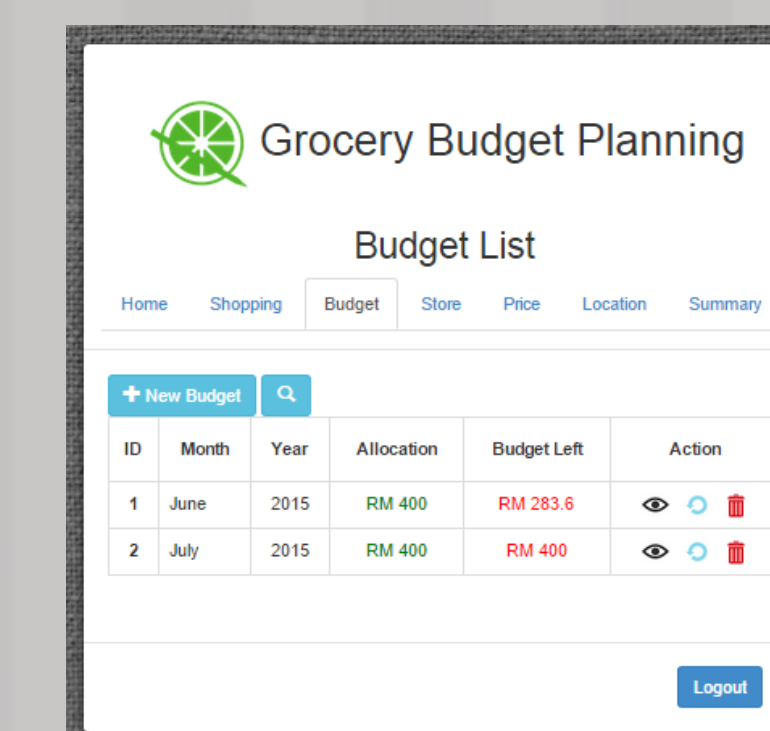 Grocery Budget Planning
Budget List
Home Shopping Budget Store Price Location Summary
New Budget
ID Month Year Allocation Budget Left Action
1 June 2015 RM 400 RM 283.6
2 July 2015 RM 400 RM 400
Logout